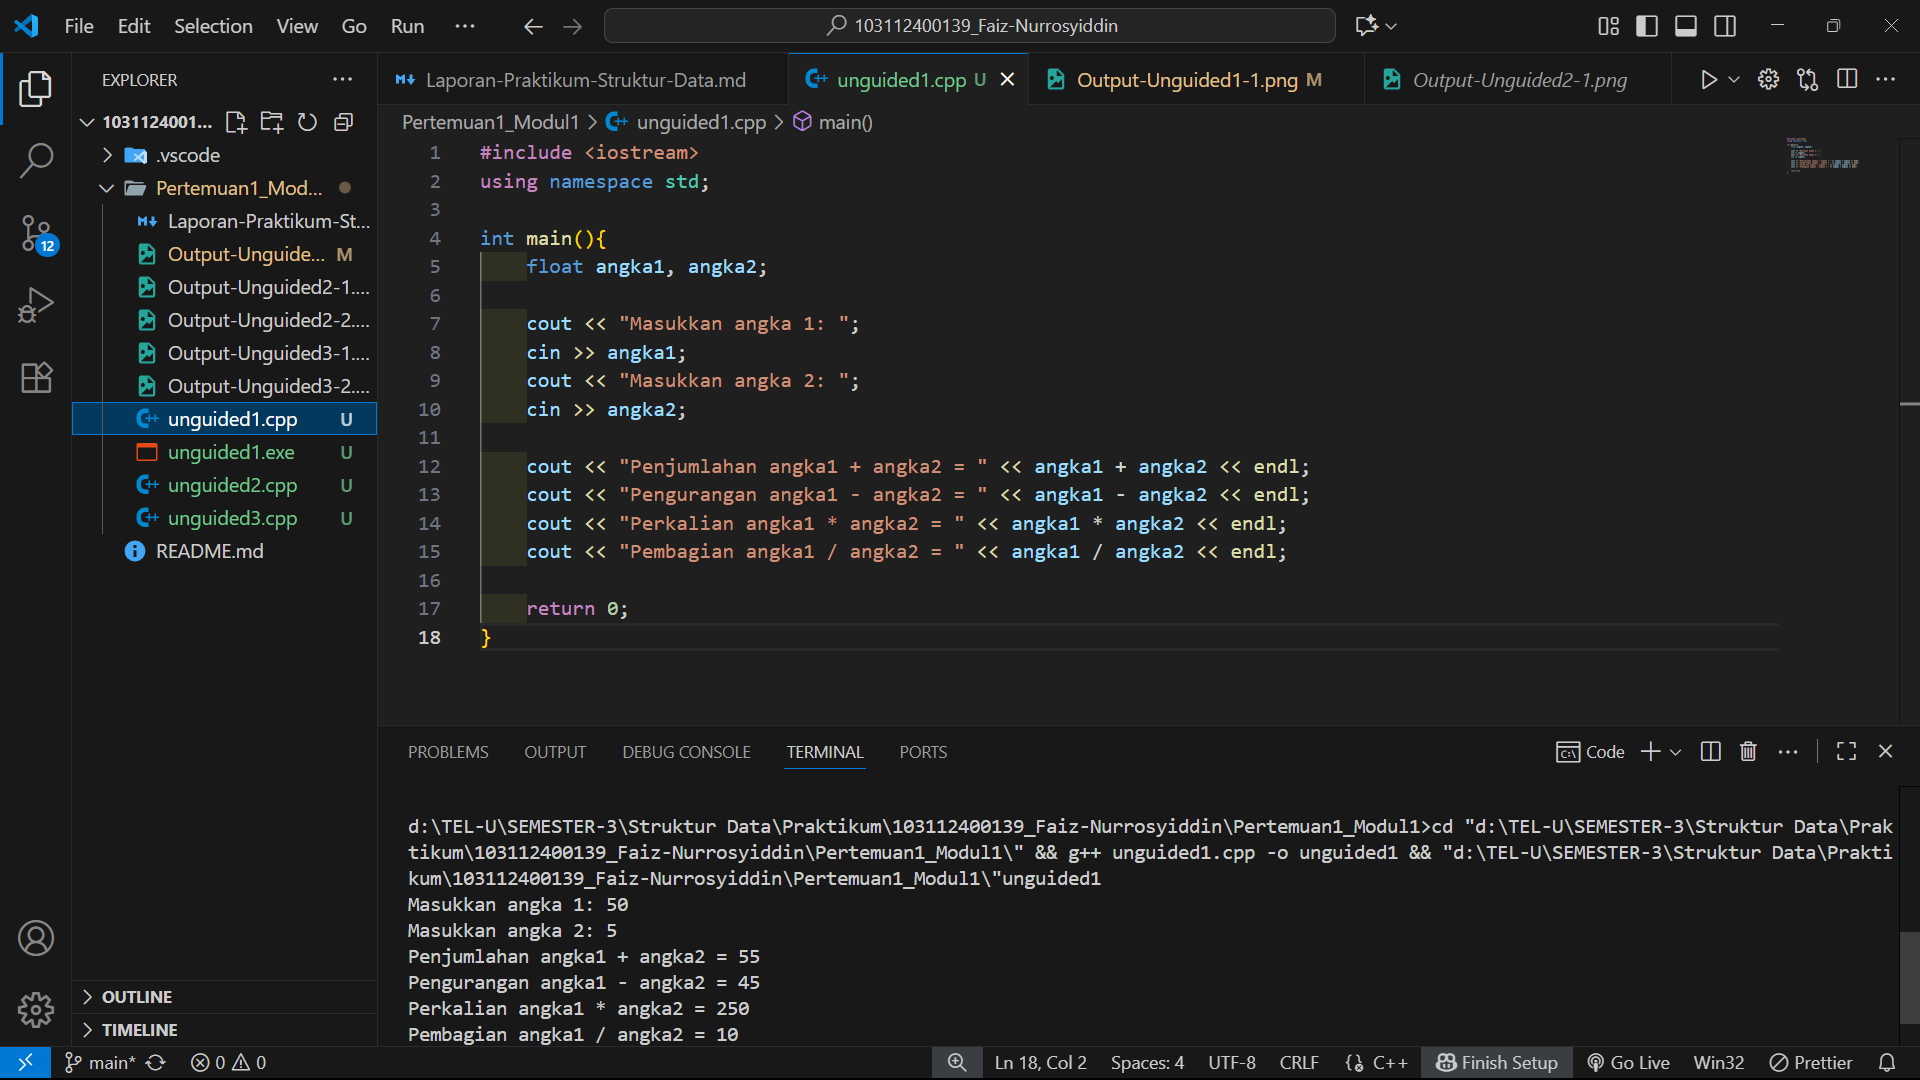 File Edit Selection View Go Run ··· 103112400139_Faiz-Nurrosyiddin
EXPLORER
1031124001...
.vscode
Pertemuan1_Mod...
Laporan-Praktikum-St...
Output-Unguide... M
Output-Unguided2-1....
Output-Unguided2-2....
Output-Unguided3-1....
Output-Unguided3-2....
unguided1.cpp U
unguided1.exe U
unguided2.cpp U
unguided3.cpp U
README.md
OUTLINE
TIMELINE
12
Laporan-Praktikum-Struktur-Data.md unguided1.cpp U Output-Unguided1-1.png M Output-Unguided2-1.png
Pertemuan1_Modul1 > unguided1.cpp > main()
1 #include <iostream>
2 using namespace std;
3
4 int main(){
5 float angka1, angka2;
6
7 cout << "Masukkan angka 1: ";
8 cin >> angka1;
9 cout << "Masukkan angka 2: ";
10 cin >> angka2;
11
12 cout << "Penjumlahan angka1 + angka2 = " << angka1 + angka2 << endl;
13 cout << "Pengurangan angka1 - angka2 = " << angka1 - angka2 << endl;
14 cout << "Perkalian angka1 * angka2 = " << angka1 * angka2 << endl;
15 cout << "Pembagian angka1 / angka2 = " << angka1 / angka2 << endl;
16
17 return 0;
18 }
PROBLEMS OUTPUT DEBUG CONSOLE TERMINAL PORTS Code
d:\TEL-U\SEMESTER-3\Struktur Data\Praktikum\103112400139_Faiz-Nurrosyiddin\Pertemuan1_Modul1>cd "d:\TEL-U\SEMESTER-3\Struktur Data\Prak
tikum\103112400139_Faiz-Nurrosyiddin\Pertemuan1_Modul1\" && g++ unguided1.cpp -o unguided1 && "d:\TEL-U\SEMESTER-3\Struktur Data\Prakti
kum\103112400139_Faiz-Nurrosyiddin\Pertemuan1_Modul1\"unguided1
Masukkan angka 1: 50
Masukkan angka 2: 5
Penjumlahan angka1 + angka2 = 55
Pengurangan angka1 - angka2 = 45
Perkalian angka1 * angka2 = 250
Pembagian angka1 / angka2 = 10
main* 0 0 Ln 18, Col 2 Spaces: 4 UTF-8 CRLF {} C++ Finish Setup Go Live Win32 Prettier